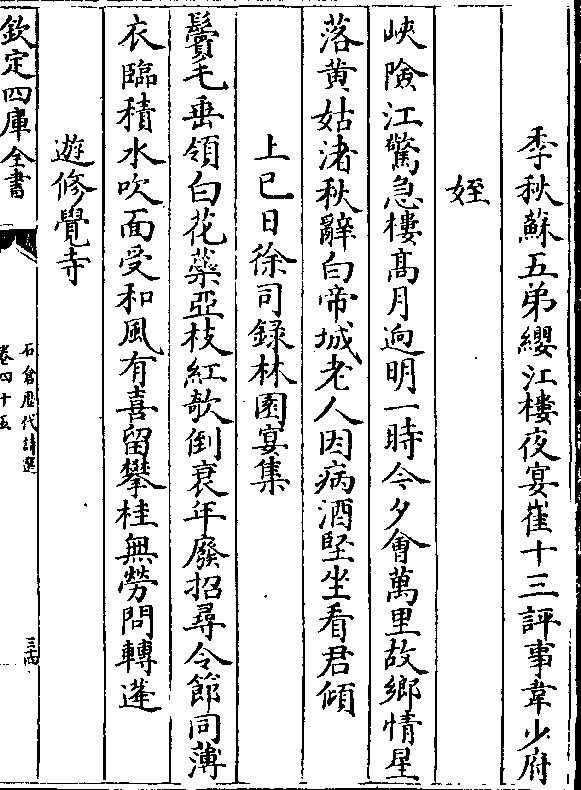 季秋蘇五弟纓江樓夜宴崔十三評事韋少府
姪
峽險江驚急樓髙月逈明一時今夕會萬里故鄉情星
落黄姑渚秋辭白帝城老人因病酒堅坐看君傾
上巳日徐司録林園宴集
鬢毛垂領白花蘂亞枝紅欹倒衰年廢招尋令節同薄
衣臨積水吹面受和風有喜留攀桂無勞問轉蓬
遊修覺寺
欽定四庫全書
石倉歴代詩選
卷四十五
三十四